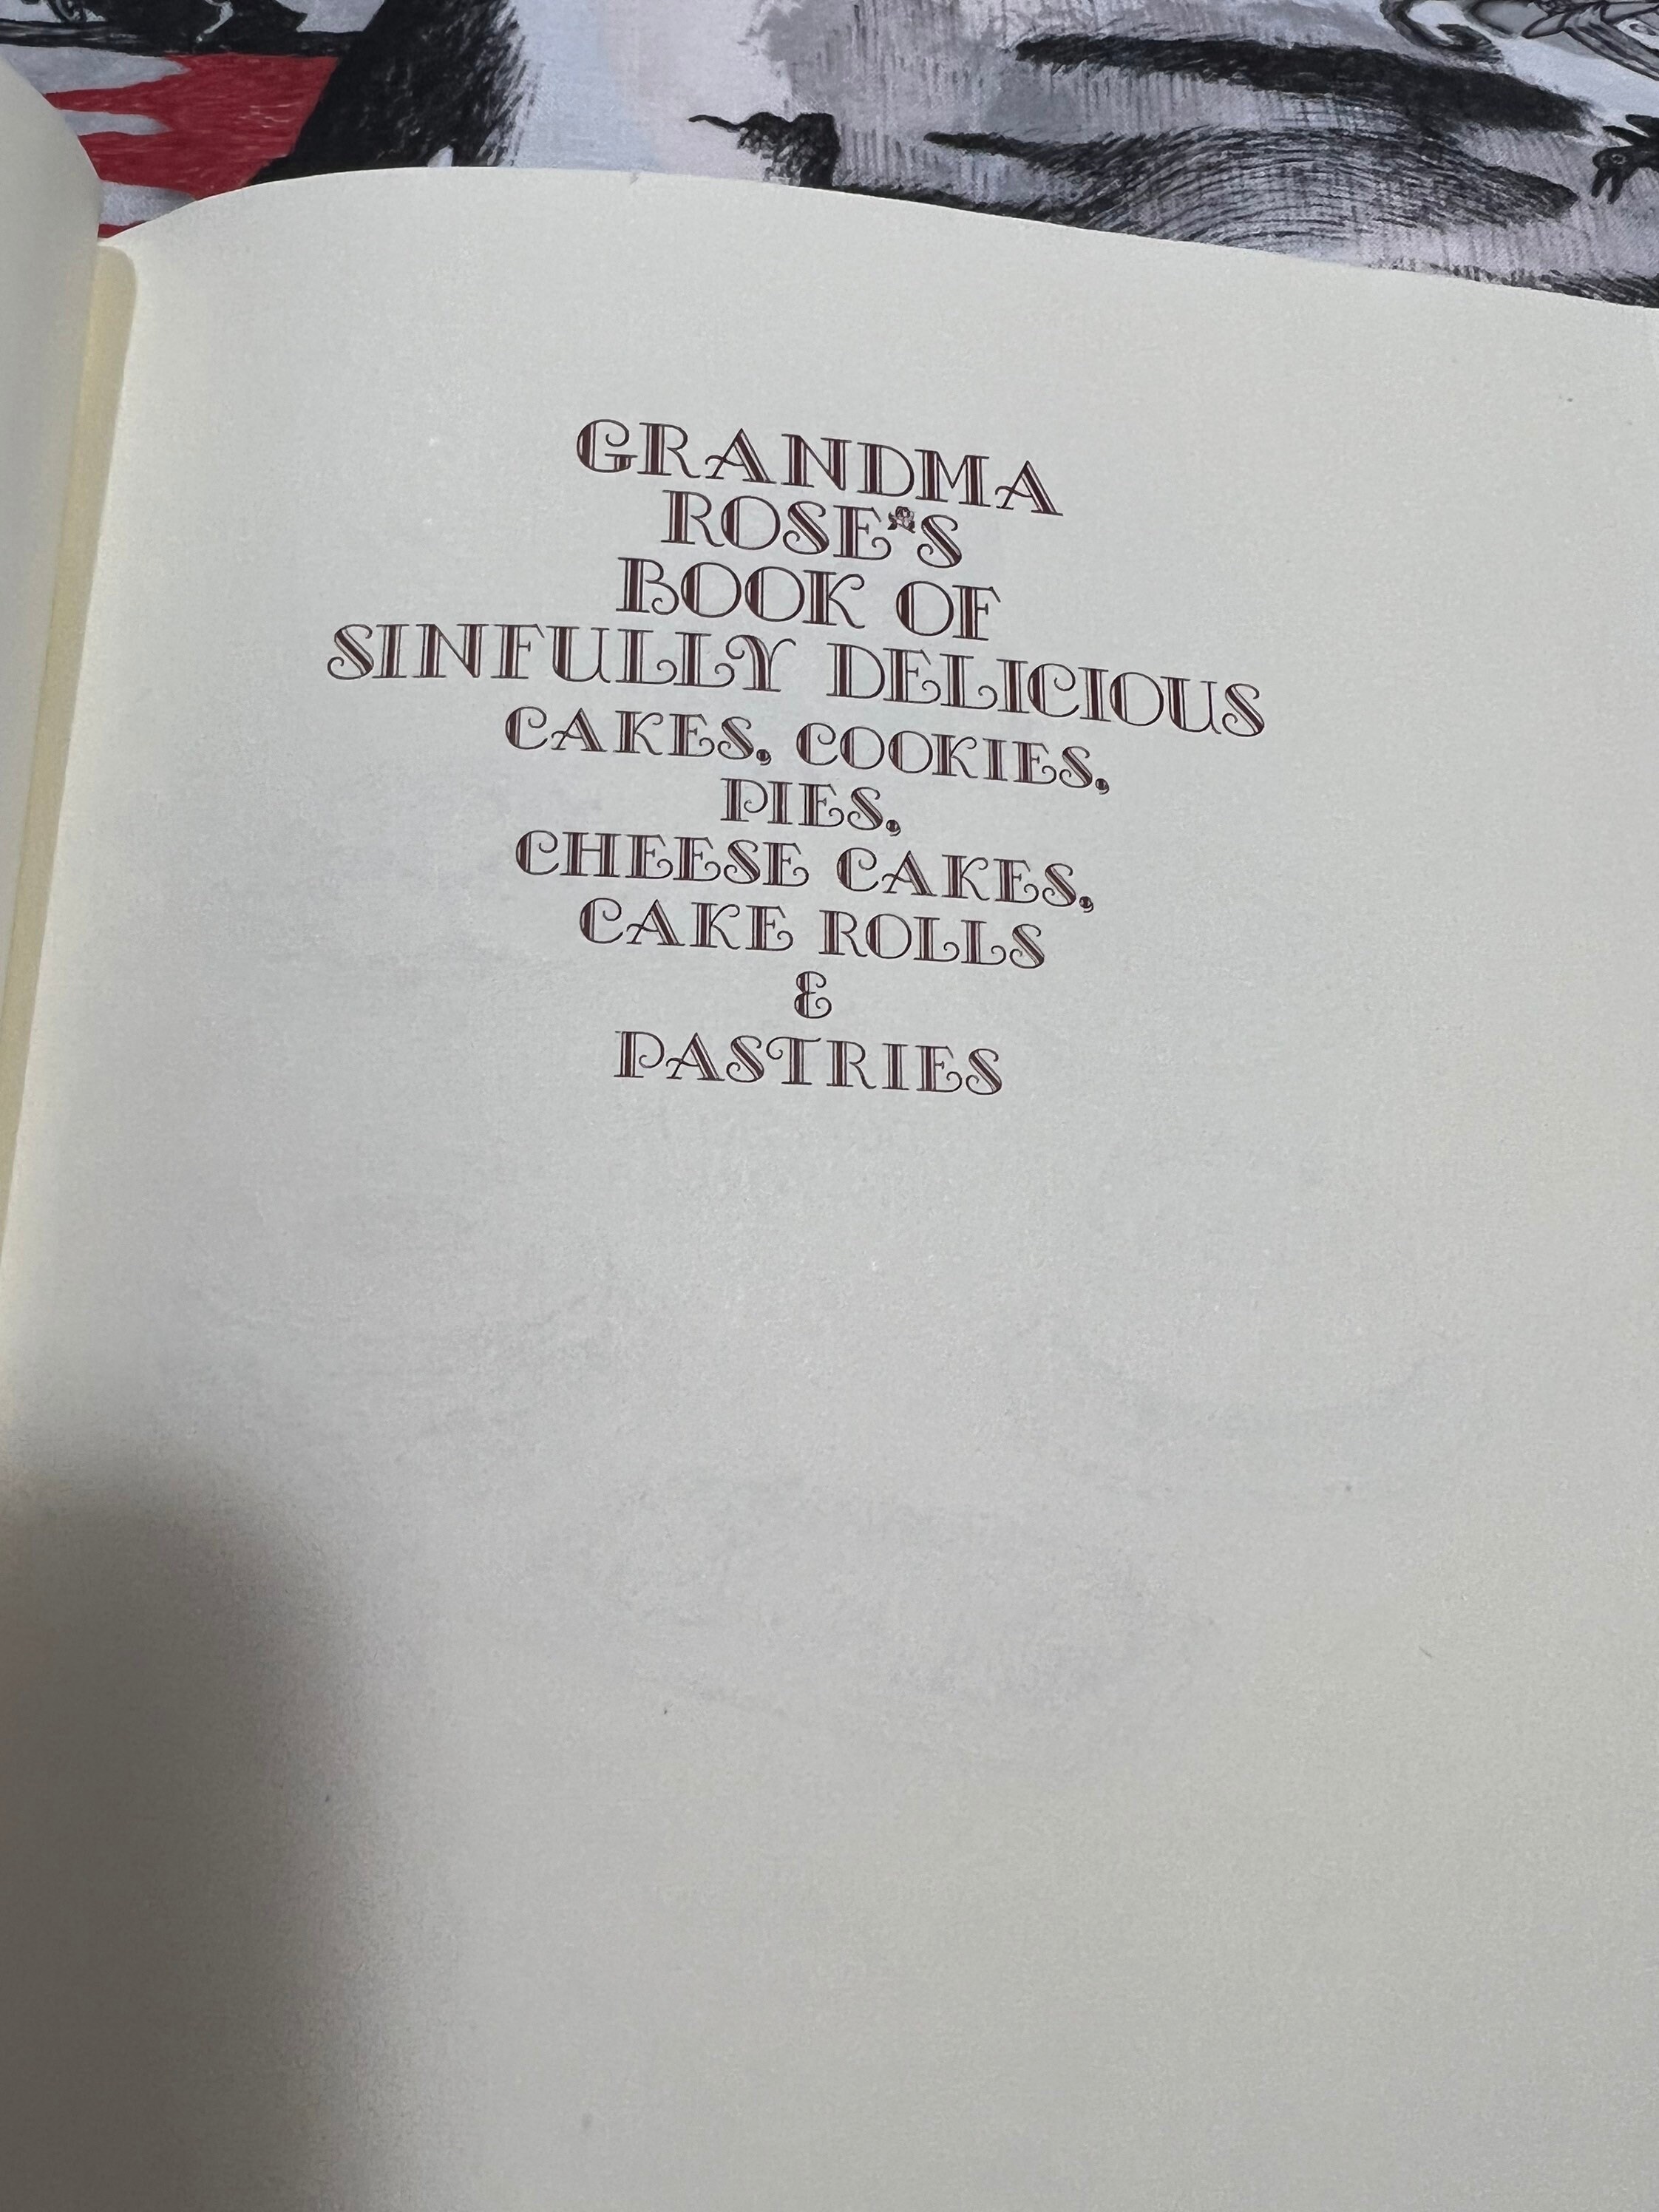 GRANDMA
ROSE'S
BOOK OF
SINFULLY DELICIOUS
CAKES, COOKIES,
PIES,
CHEESE CAKES,
CAKE ROLLS
&
PASTRIES